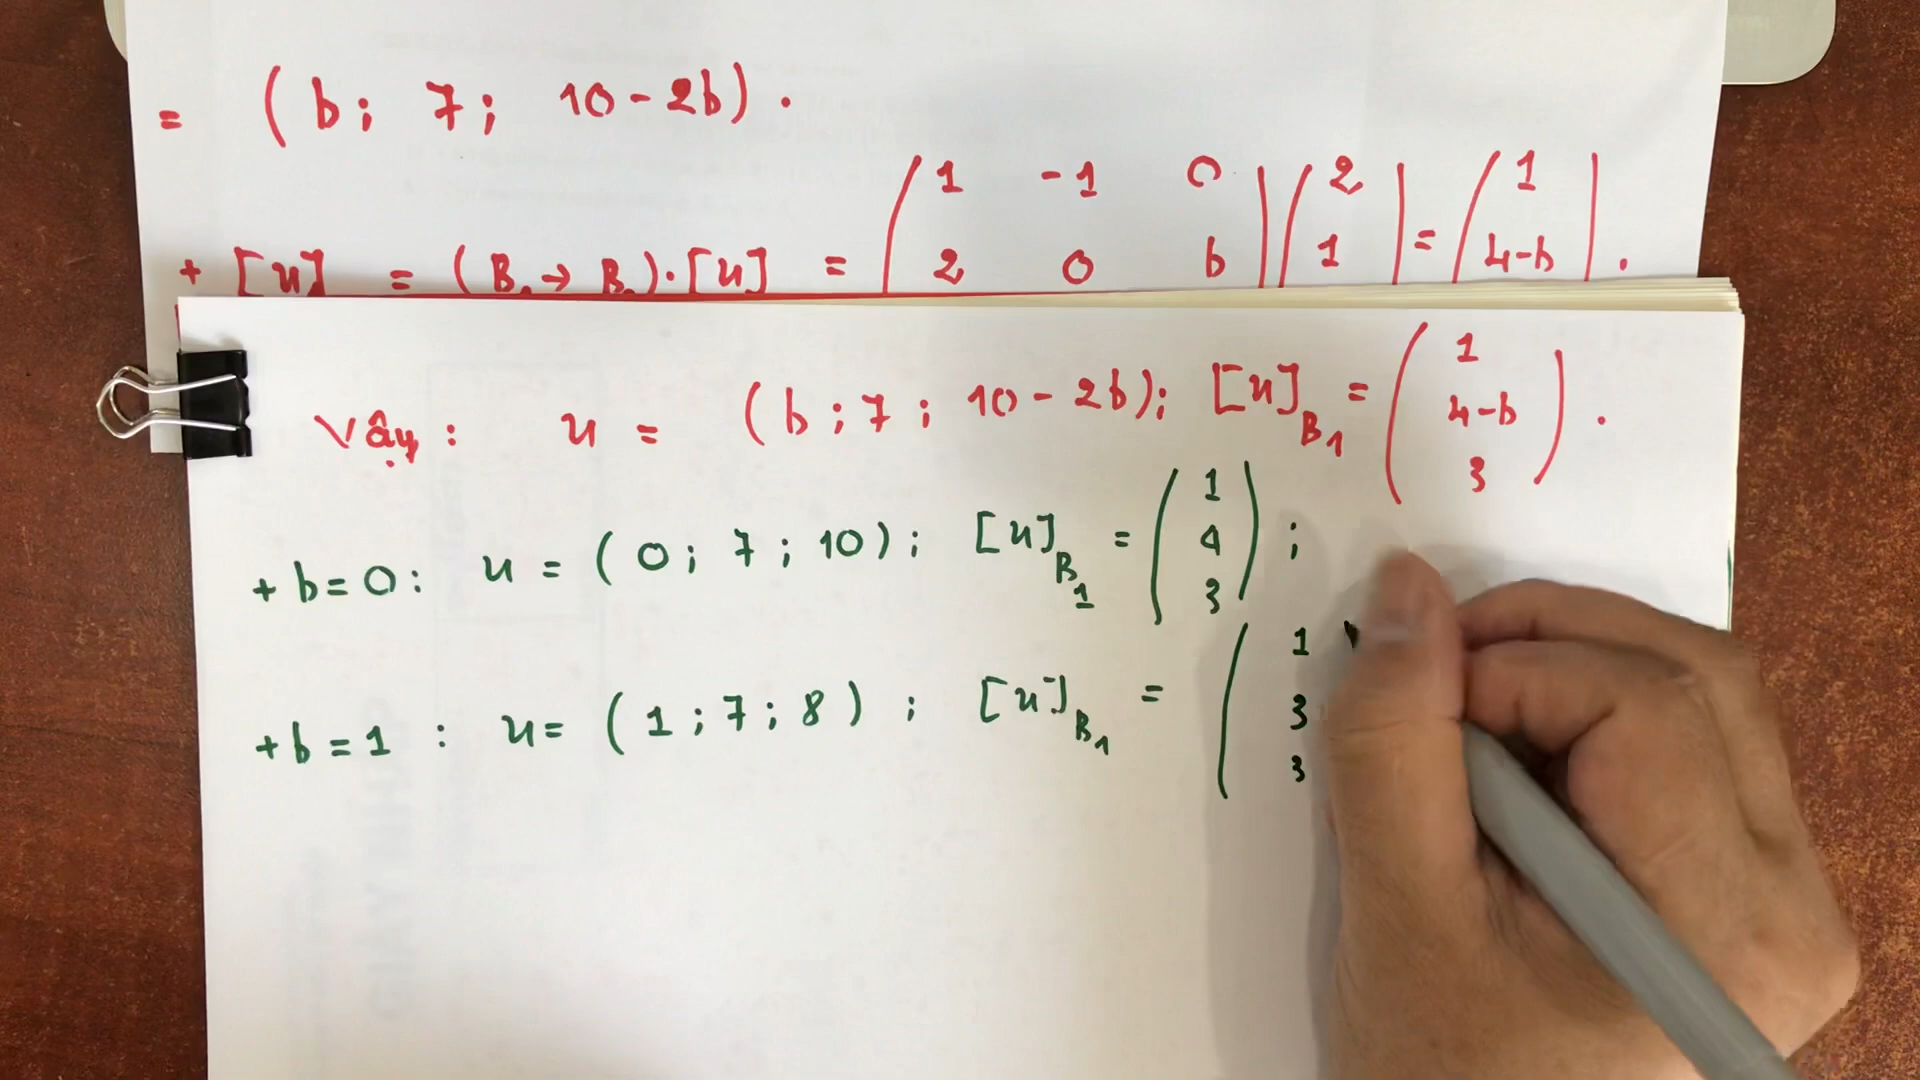 = (b; 7; 10-2b).
1 -1 0 2 1
+ [u] = (B → B).[u] = 2 0 b 1 = 4-b .
Vậy: u = (b; 7; 10-2b); [u]B1 = (1 4-b 3).
+ b=0: u = (0; 7; 10); [u]B1 = (1 4 3);
+ b=1: u = (1; 7; 8); [u]B1 = (1 3 3